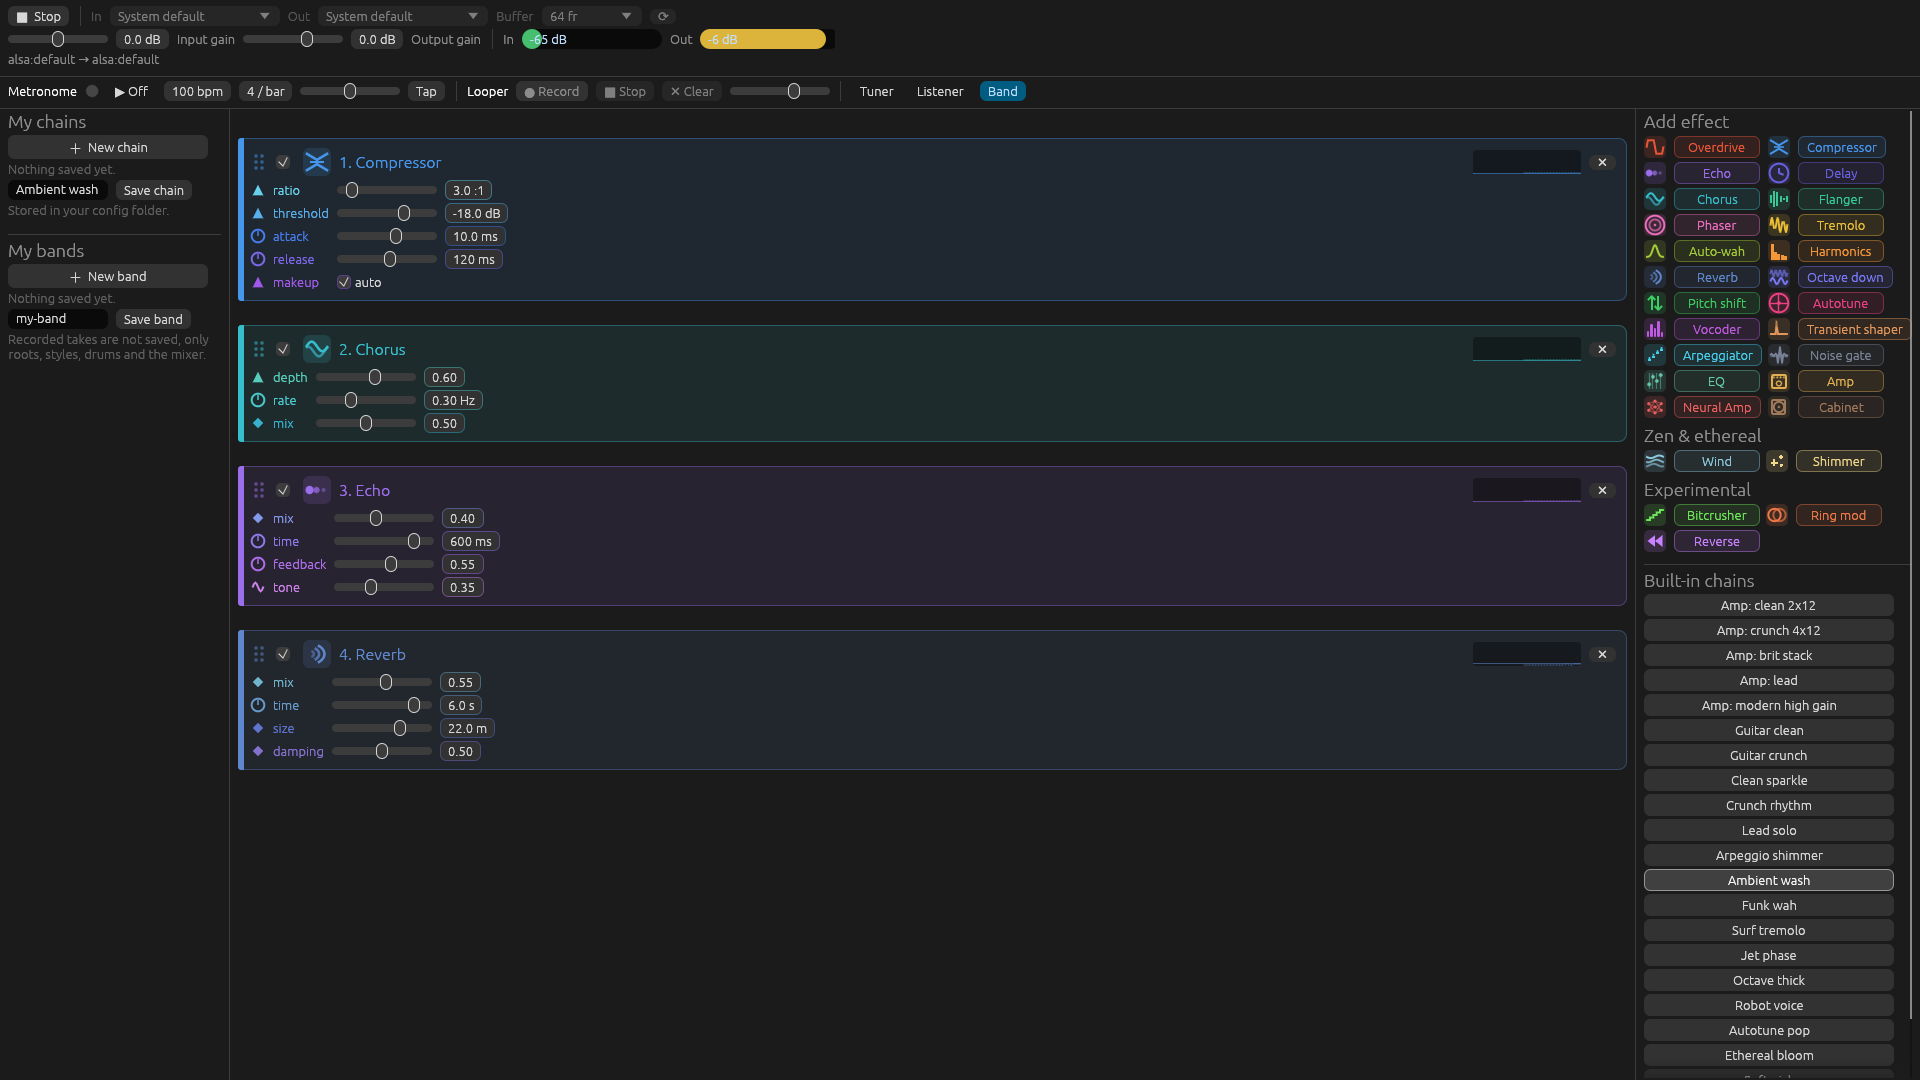 Stop In System default Out System default Buffer 64 fr
0.0 dB Input gain 0.0 dB Output gain In -65 dB Out -6 dB
alsa:default → alsa:default
Metronome Off 100 bpm 4 / bar Tap Looper Record Stop Clear Tuner Listener Band
My chains
+ New chain
Nothing saved yet.
Ambient wash Save chain
Stored in your config folder.
My bands
+ New band
Nothing saved yet.
my-band Save band
Recorded takes are not saved, only
roots, styles, drums and the mixer.
1. Compressor
ratio 3.0 :1
threshold -18.0 dB
attack 10.0 ms
release 120 ms
makeup auto
2. Chorus
depth 0.60
rate 0.30 Hz
mix 0.50
3. Echo
mix 0.40
time 600 ms
feedback 0.55
tone 0.35
4. Reverb
mix 0.55
time 6.0 s
size 22.0 m
damping 0.50
Add effect
Overdrive Compressor
Echo Delay
Chorus Flanger
Phaser Tremolo
Auto-wah Harmonics
Reverb Octave down
Pitch shift Autotune
Vocoder Transient shaper
Arpeggiator Noise gate
EQ Amp
Neural Amp Cabinet
Zen & ethereal
Wind Shimmer
Experimental
Bitcrusher Ring mod
Reverse
Built-in chains
Amp: clean 2x12
Amp: crunch 4x12
Amp: brit stack
Amp: lead
Amp: modern high gain
Guitar clean
Guitar crunch
Clean sparkle
Crunch rhythm
Lead solo
Arpeggio shimmer
Ambient wash
Funk wah
Surf tremolo
Jet phase
Octave thick
Robot voice
Autotune pop
Ethereal bloom